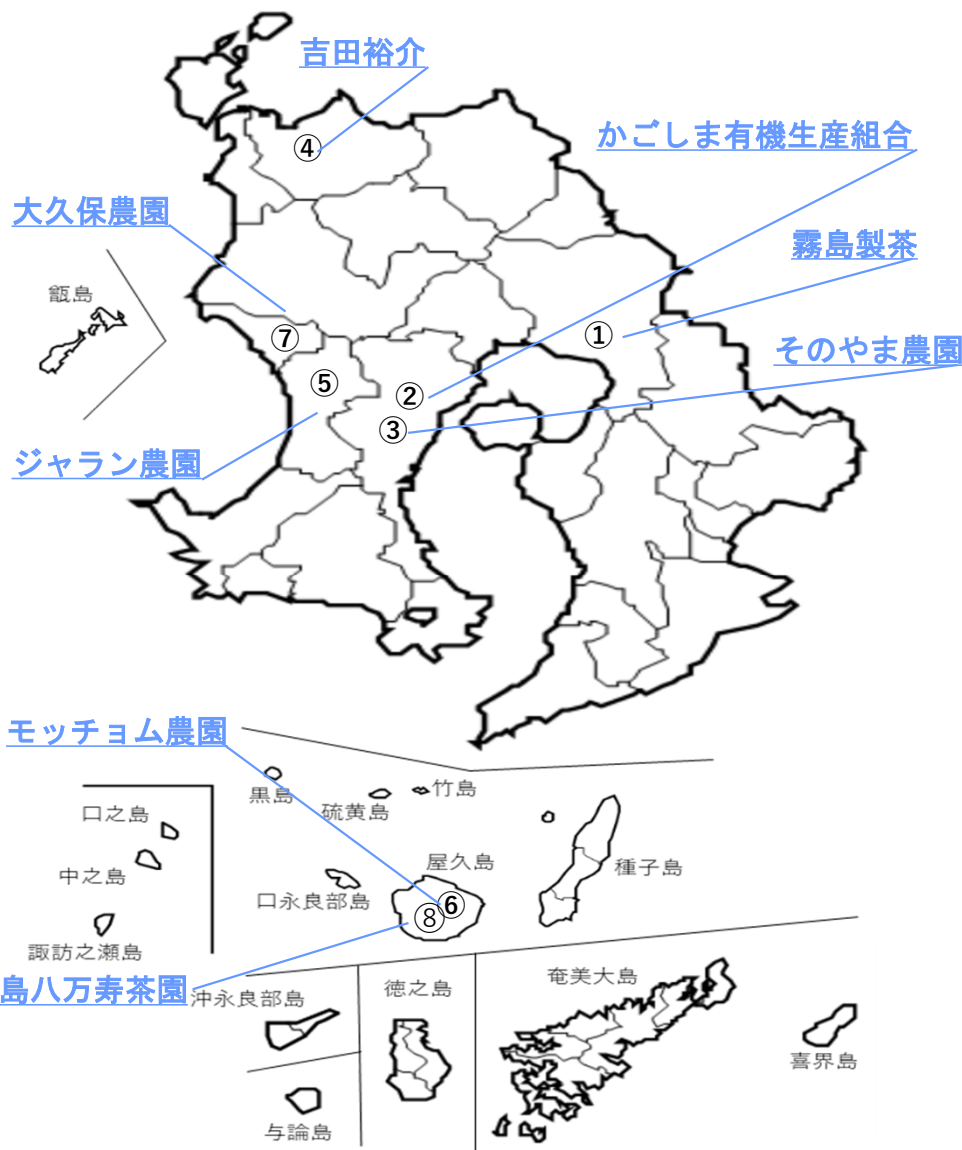 吉田裕介
④
かごしま有機生産組合
大久保農園
霧島製茶
甑島
⑦
①
そのやま農園
⑤
②
③
ジャラン農園
モッチョム農園
黒島
硫黄島
竹島
口之島
中之島
諏訪之瀬島
口永良部島
屋久島
⑥
⑧
種子島
島八万寿茶園
沖永良部島
徳之島
奄美大島
喜界島
与論島